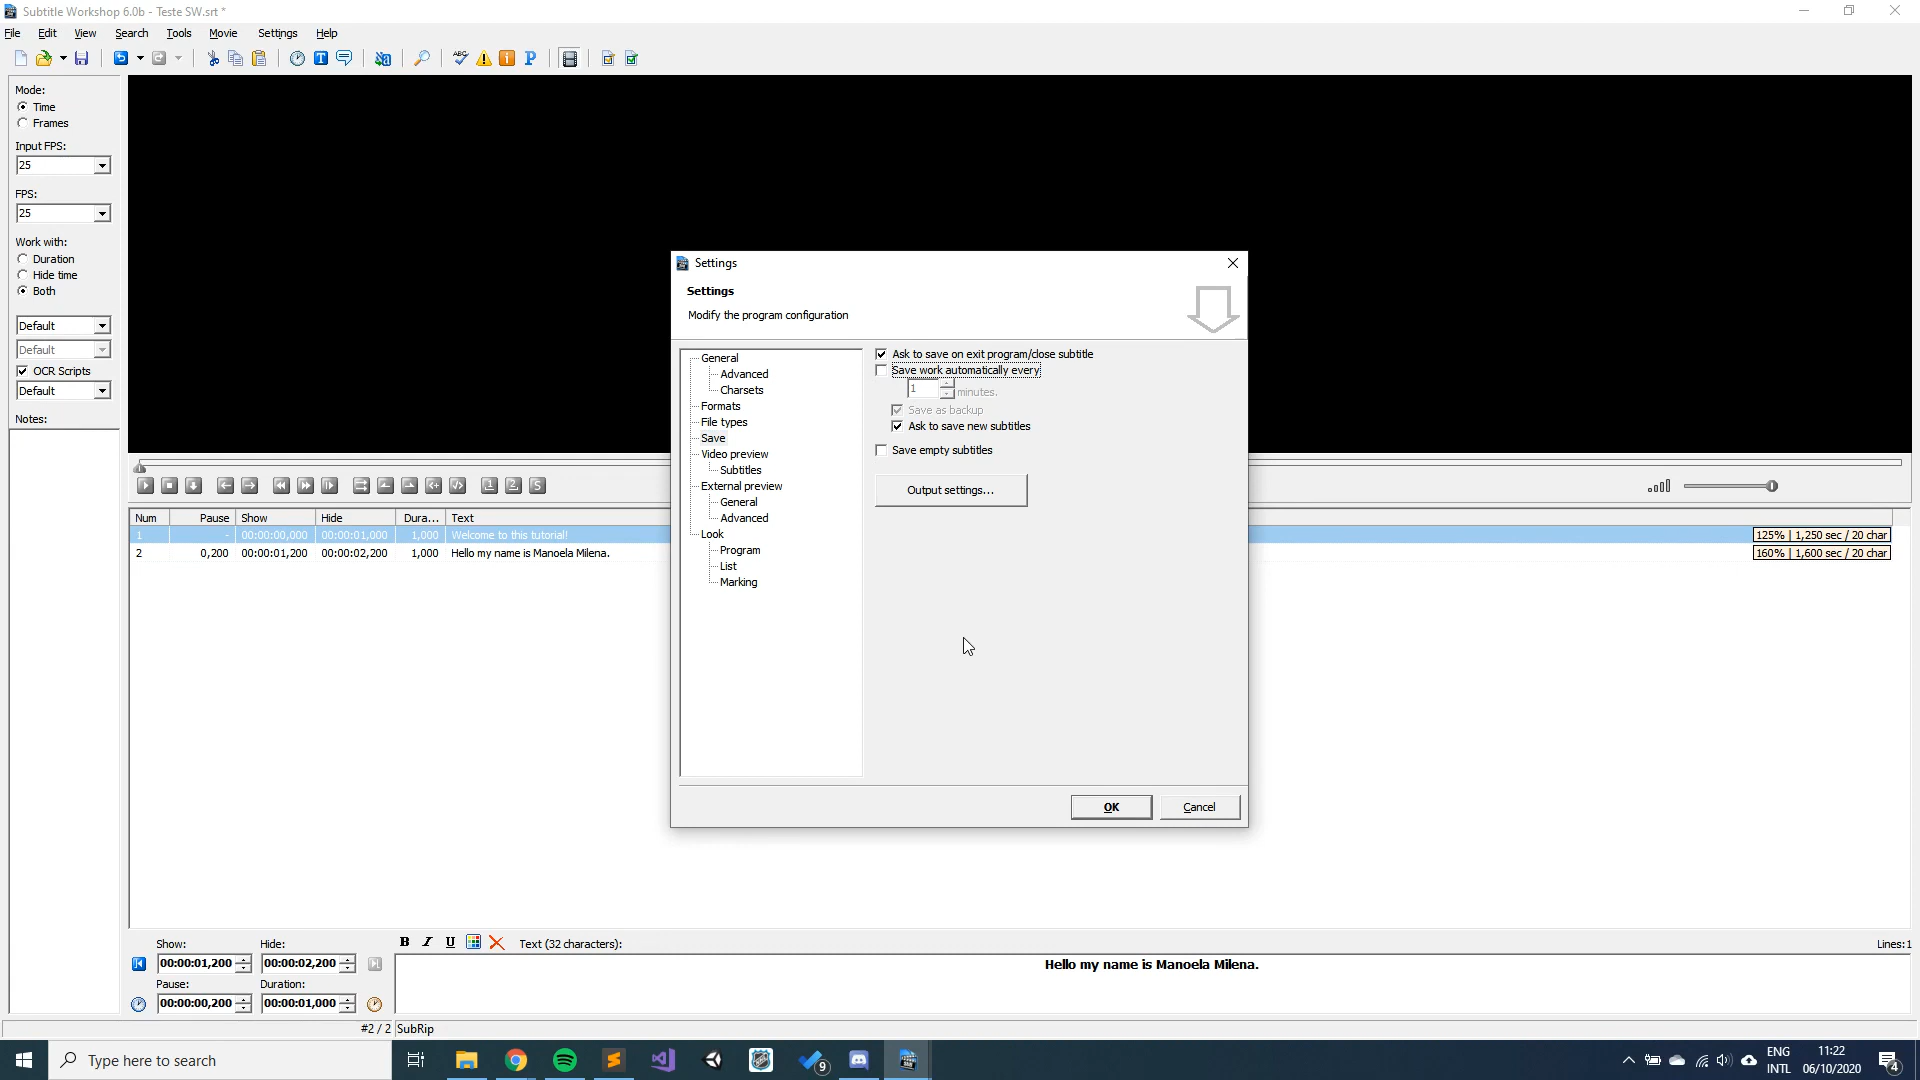 Subtitle Workshop 6.0b - Teste SW.srt *
File Edit View Search Tools Movie Settings Help
Mode:
Time
Frames
Input FPS:
25
FPS:
25
Work with:
Duration
Hide time
Both
Default
Default
OCR Scripts
Default
Notes:
Settings
Settings
Modify the program configuration
General
Advanced
Charsets
Formats
File types
Save
Video preview
Subtitles
External preview
General
Advanced
Look
Program
List
Marking
Ask to save on exit program/close subtitle
Save work automatically every
1 minutes.
Save as backup
Ask to save new subtitles
Save empty subtitles
Output settings...
OK Cancel
Num Pause Show Hide Dura... Text
1 - 00:00:00,000 00:00:01,000 1,000 Welcome to this tutorial! 125% | 1,250 sec / 20 char
2 0,200 00:00:01,200 00:00:02,200 1,000 Hello my name is Manoela Milena. 160% | 1,600 sec / 20 char
Show: Hide: B I U Text (32 characters): Lines:1
00:00:01,200 00:00:02,200 Hello my name is Manoela Milena.
Pause: Duration:
00:00:00,200 00:00:01,000
#2 / 2 SubRip
Type here to search
9
ENG
INTL
11:22
06/10/2020
4